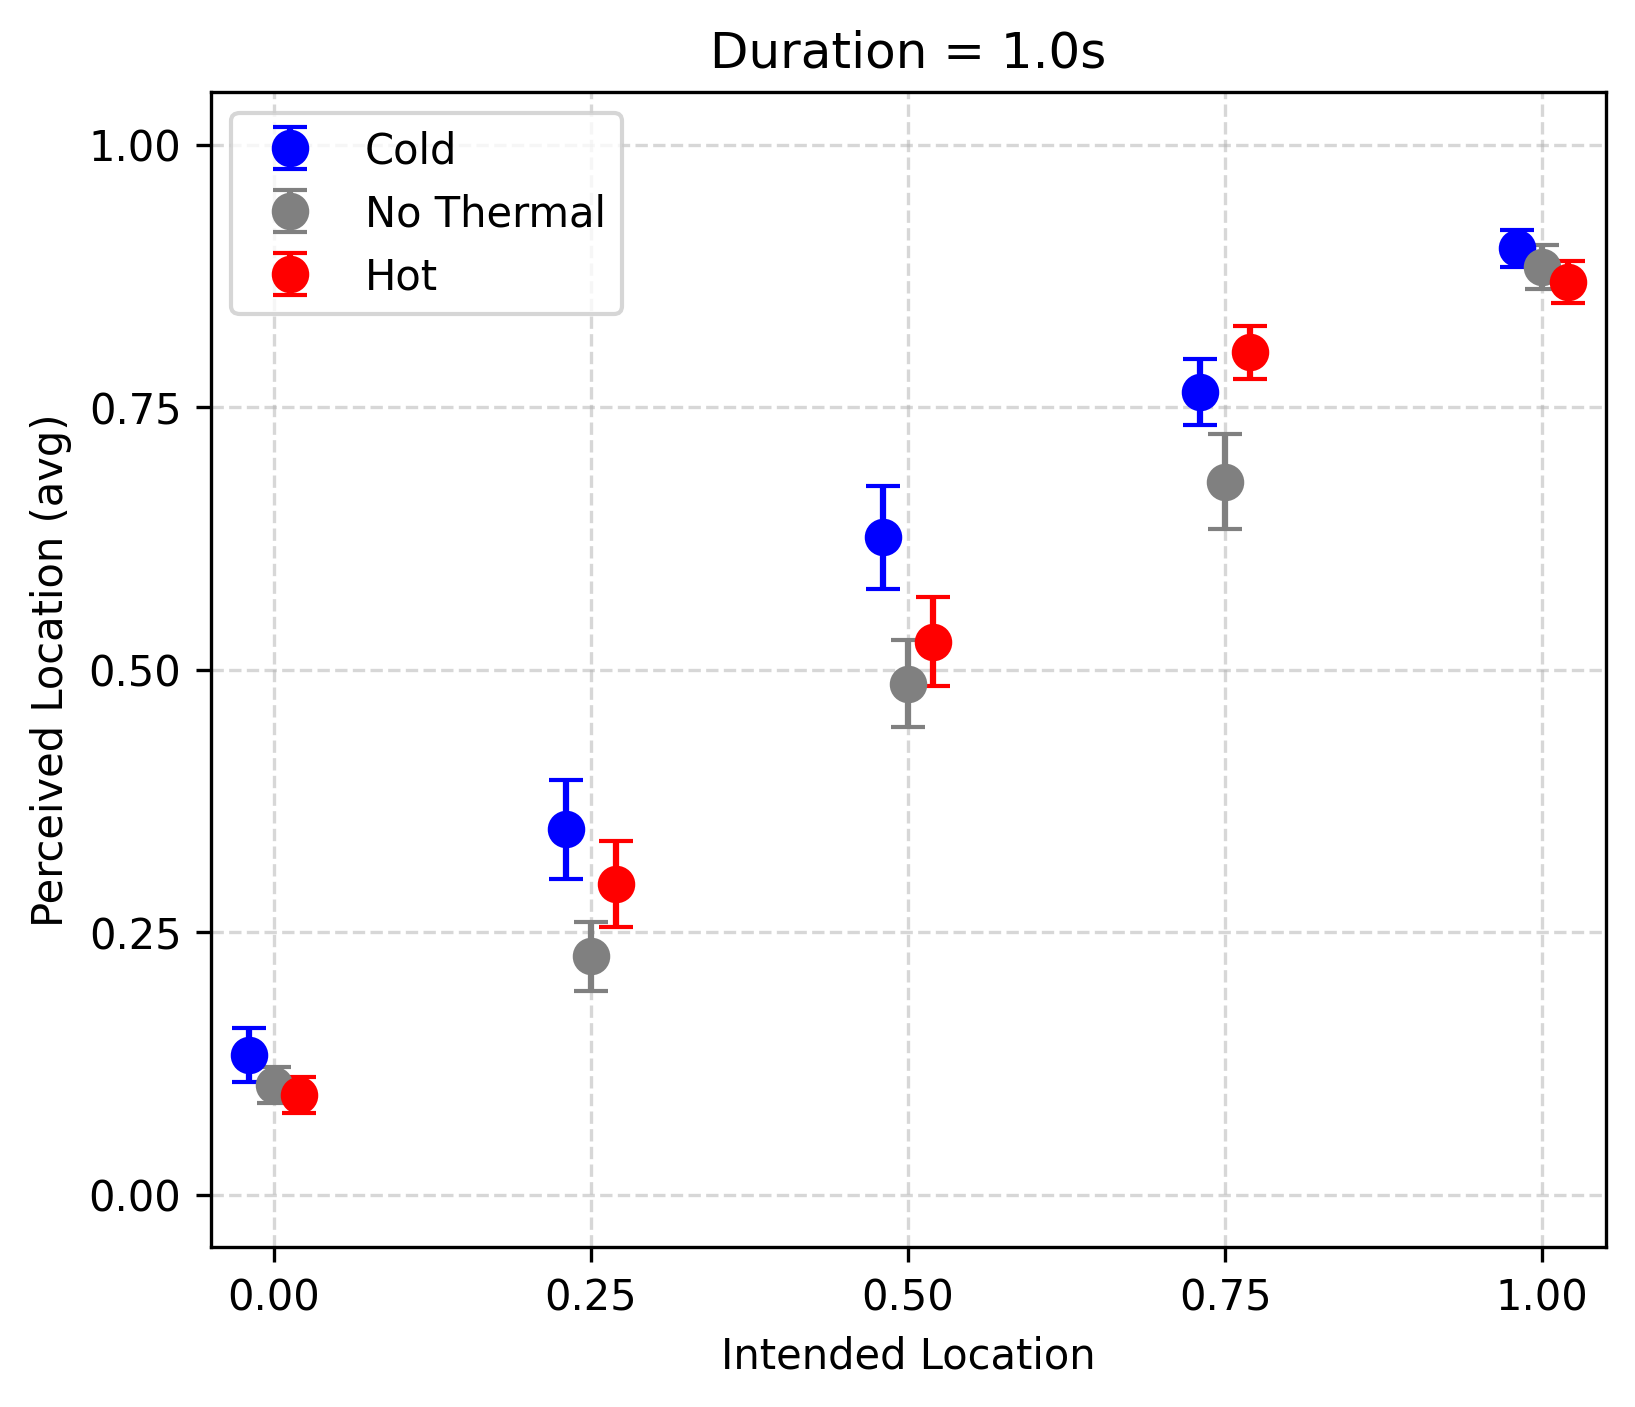 Duration = 1.0s
Cold
No Thermal
Hot
1.00
0.75
0.50
0.25
0.00
Perceived Location (avg)
0.00 0.25 0.50 0.75 1.00
Intended Location